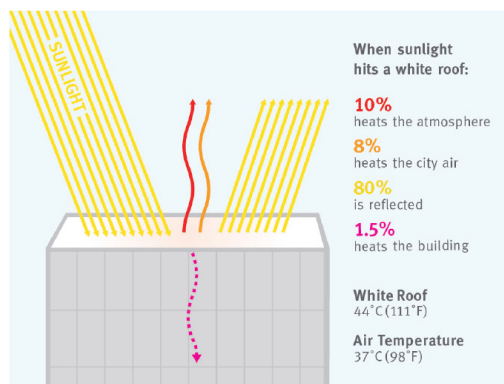 SUNLIGHT
When sunlight
hits a white roof:
10%
heats the atmosphere
8%
heats the city air
80%
is reflected
1.5%
heats the building
White Roof
44°C (111°F)
Air Temperature
37°C (98°F)